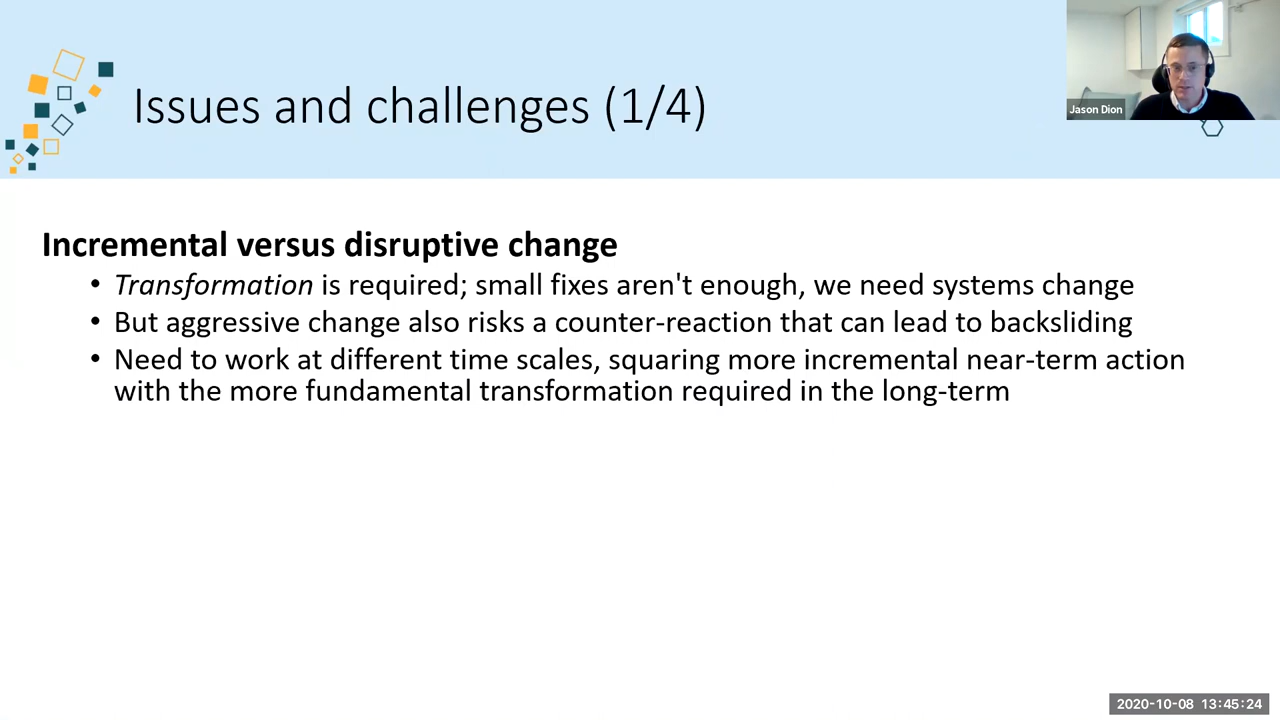 Issues and challenges (1/4)
Jason Dion
Incremental versus disruptive change
• Transformation is required; small fixes aren't enough, we need systems change
• But aggressive change also risks a counter-reaction that can lead to backsliding
• Need to work at different time scales, squaring more incremental near-term action
with the more fundamental transformation required in the long-term
2020-10-08 13:45:24